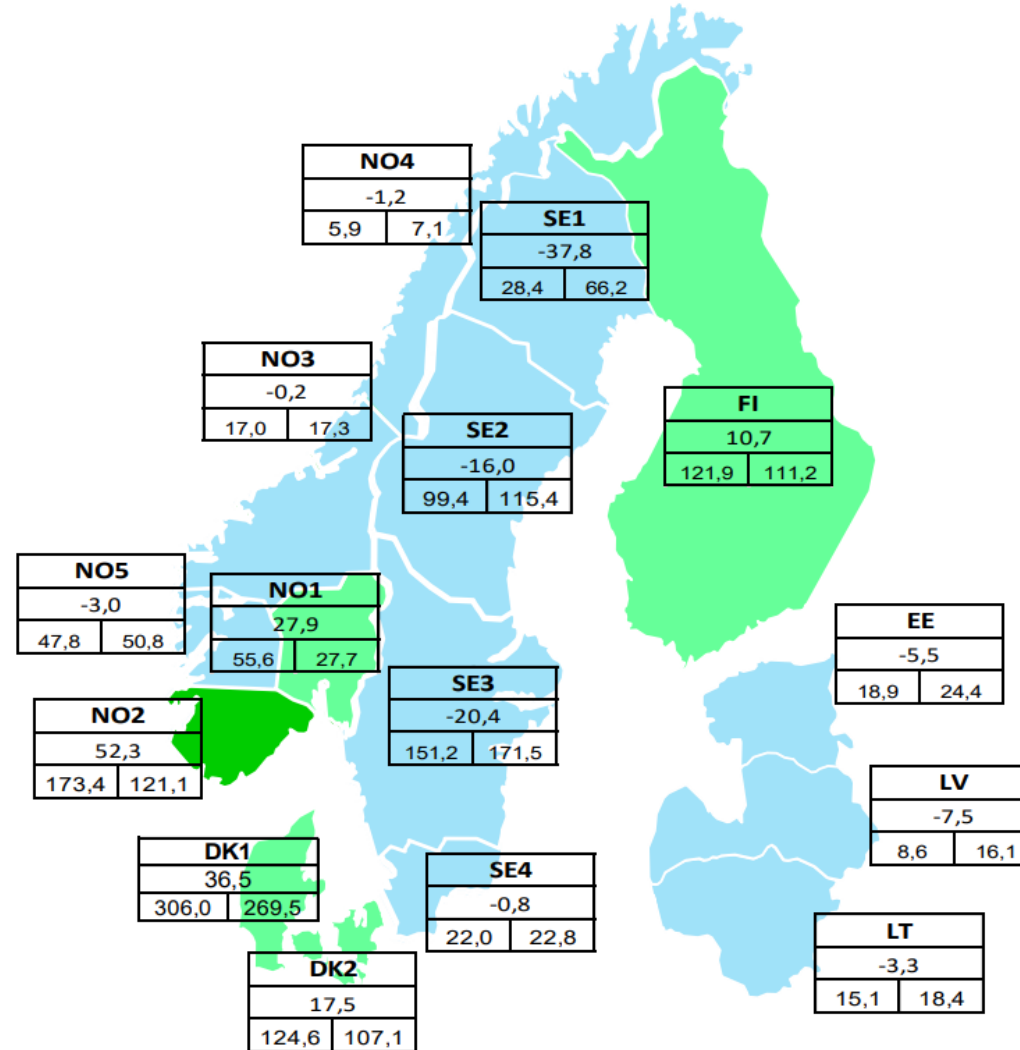 NO4
-1,2
5,9 7,1
SE1
-37,8
28,4 66,2
NO3
-0,2
17,0 17,3
FI
10,7
121,9 111,2
SE2
-16,0
99,4 115,4
NO5
-3,0
47,8 50,8
NO1
27,9
55,6 27,7
EE
-5,5
18,9 24,4
SE3
-20,4
151,2 171,5
NO2
52,3
173,4 121,1
LV
-7,5
8,6 16,1
DK1
36,5
306,0 269,5
SE4
-0,8
22,0 22,8
LT
-3,3
15,1 18,4
DK2
17,5
124,6 107,1